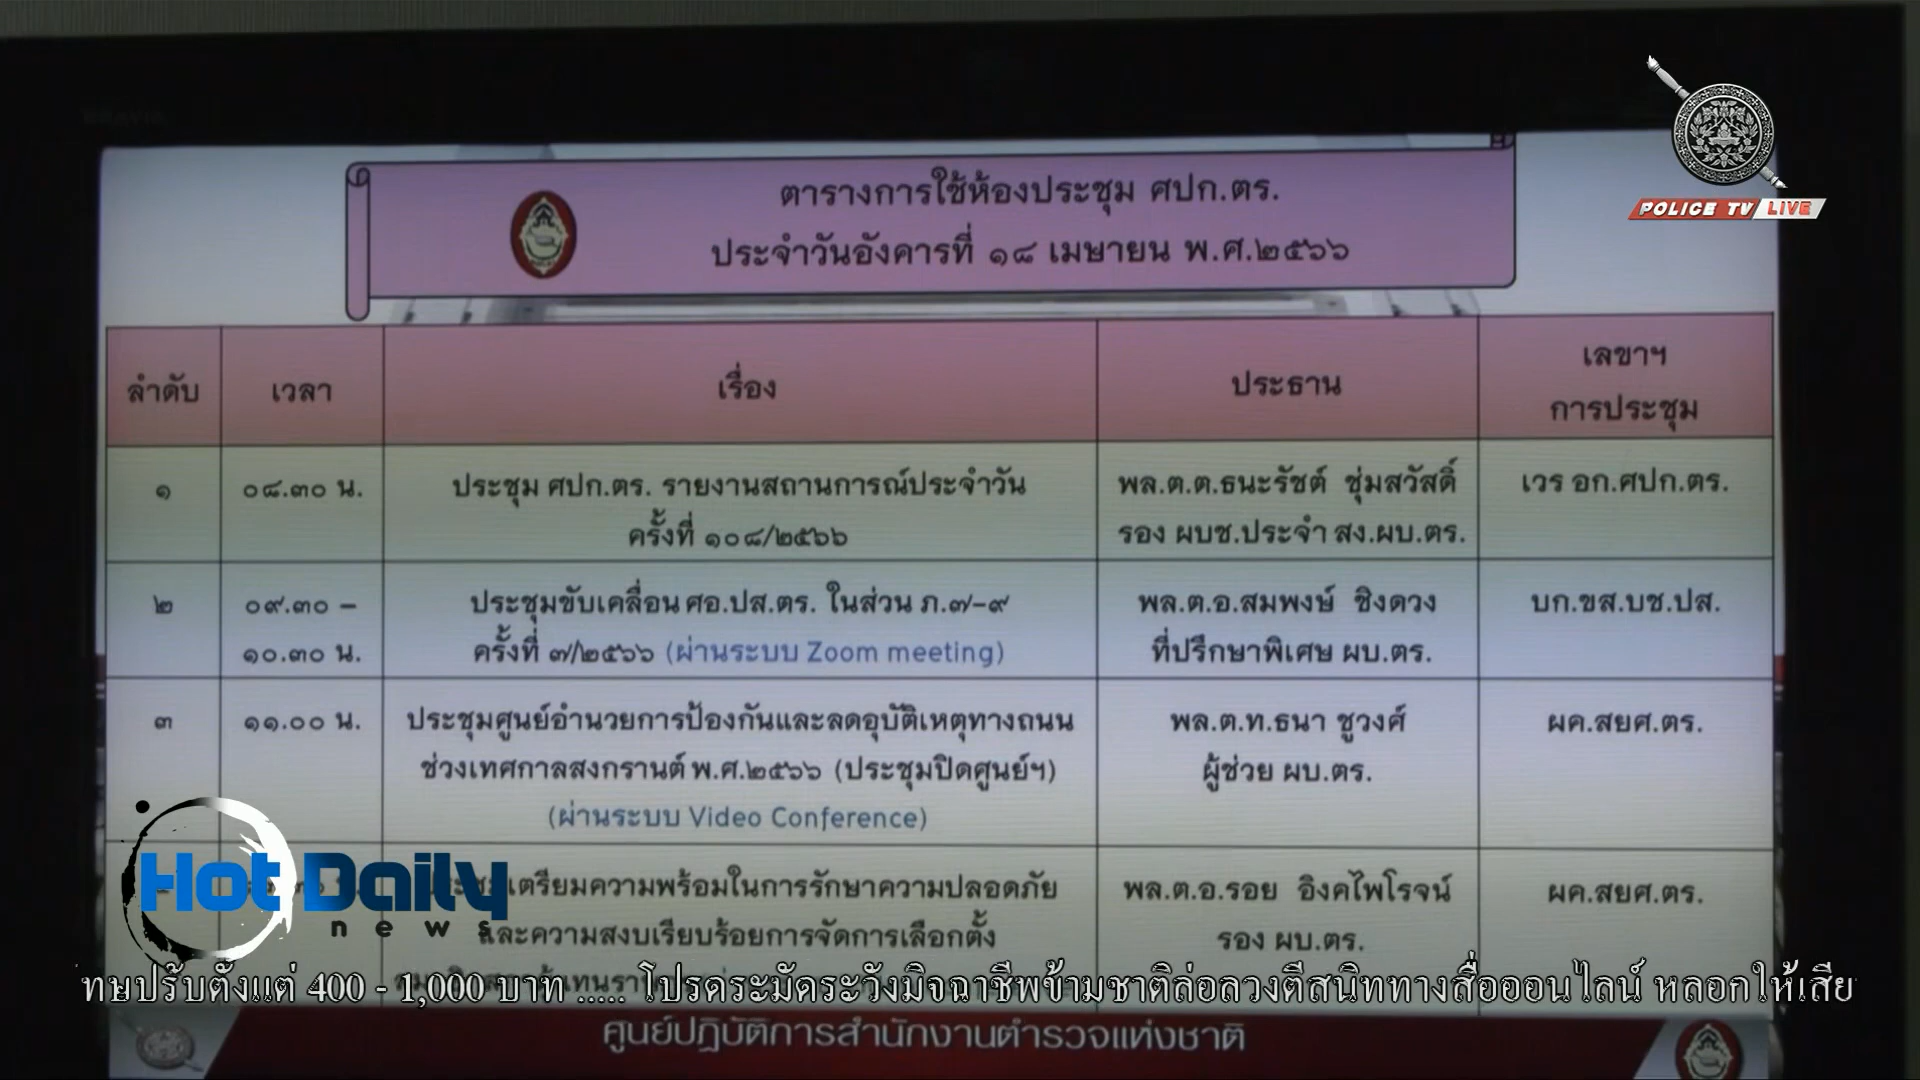 POLICE TV LIVE
ตารางการใช้ห้องประชุม ศปก.ตร.
ประจำวันอังคารที่ ๑๘ เมษายน พ.ศ.๒๕๖๖
ลำดับ เวลา เรื่อง ประธาน เลขาฯ
การประชุม
๑ ๐๘.๓๐ น. ประชุม ศปก.ตร. รายงานสถานการณ์ประจำวัน พล.ต.ต.ธนะรัชต์ ชุ่มสวัสดิ์ เวร อก.ศปก.ตร.
ครั้งที่ ๑๐๘/๒๕๖๖ รอง ผบช.ประจำ สง.ผบ.ตร.
๒ ๐๙.๓๐ – ประชุมขับเคลื่อน ศอ.ปส.ตร. ในส่วน ภ.๗-๙ พล.ต.อ.สมพงษ์ ชิงดวง บก.ขส.บช.ปส.
๑๐.๓๐ น. ครั้งที่ ๗/๒๕๖๖ (ผ่านระบบ Zoom meeting) ที่ปรึกษาพิเศษ ผบ.ตร.
๓ ๑๑.๐๐ น. ประชุมศูนย์อำนวยการป้องกันและลดอุบัติเหตุทางถนน พล.ต.ท.ธนา ชูวงศ์ ผค.สยศ.ตร.
ช่วงเทศกาลสงกรานต์ พ.ศ.๒๕๖๖ (ประชุมปิดศูนย์ฯ) ผู้ช่วย ผบ.ตร.
(ผ่านระบบ Video Conference)
เตรียมความพร้อมในการรักษาความปลอดภัย พล.ต.อ.รอย อิงคไพโรจน์ ผค.สยศ.ตร.
และความสงบเรียบร้อยการจัดการเลือกตั้ง รอง ผบ.ตร.
Hot Daily
news
ทษปรับตั้งแต่ 400 - 1,000 บาท ..... โปรดระมัดระวังมิจฉาชีพข้ามชาติล่อลวงตีสนิททางสื่อออนไลน์ หลอกให้เสีย
ศูนย์ปฏิบัติการสำนักงานตำรวจแห่งชาติ